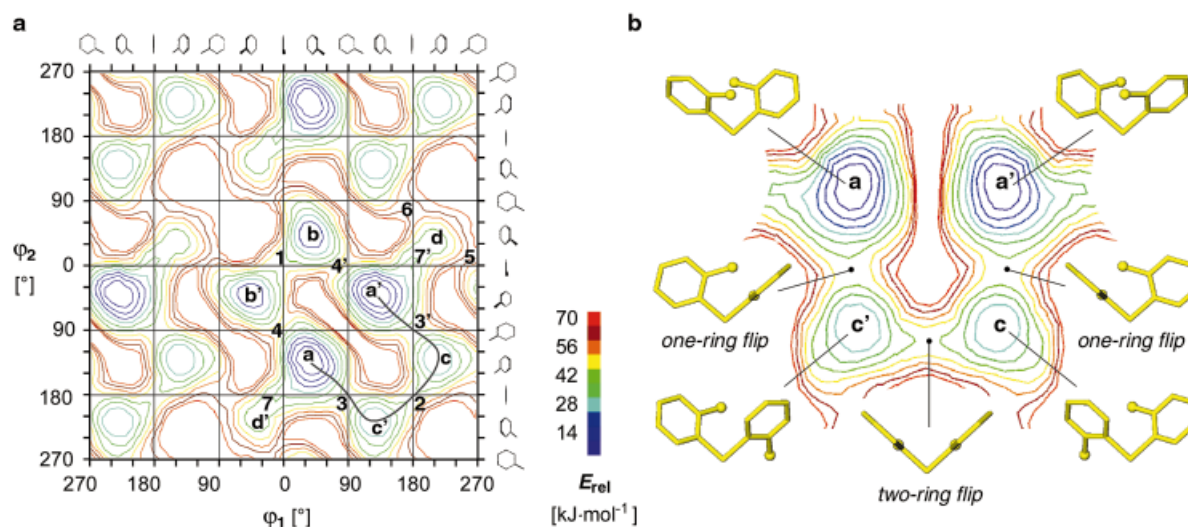 a
b
270
180
90
0
90
180
270
φ2
[°]
270
180
90
0
90
180
270
φ1 [°]
b
d
b'
a'
a
c
c'
d'
1
4'
7'
5
6
3'
4
7
3
2
70
56
42
28
14
Erel
[kJ·mol-1]
a
a'
c'
c
one-ring flip
one-ring flip
two-ring flip